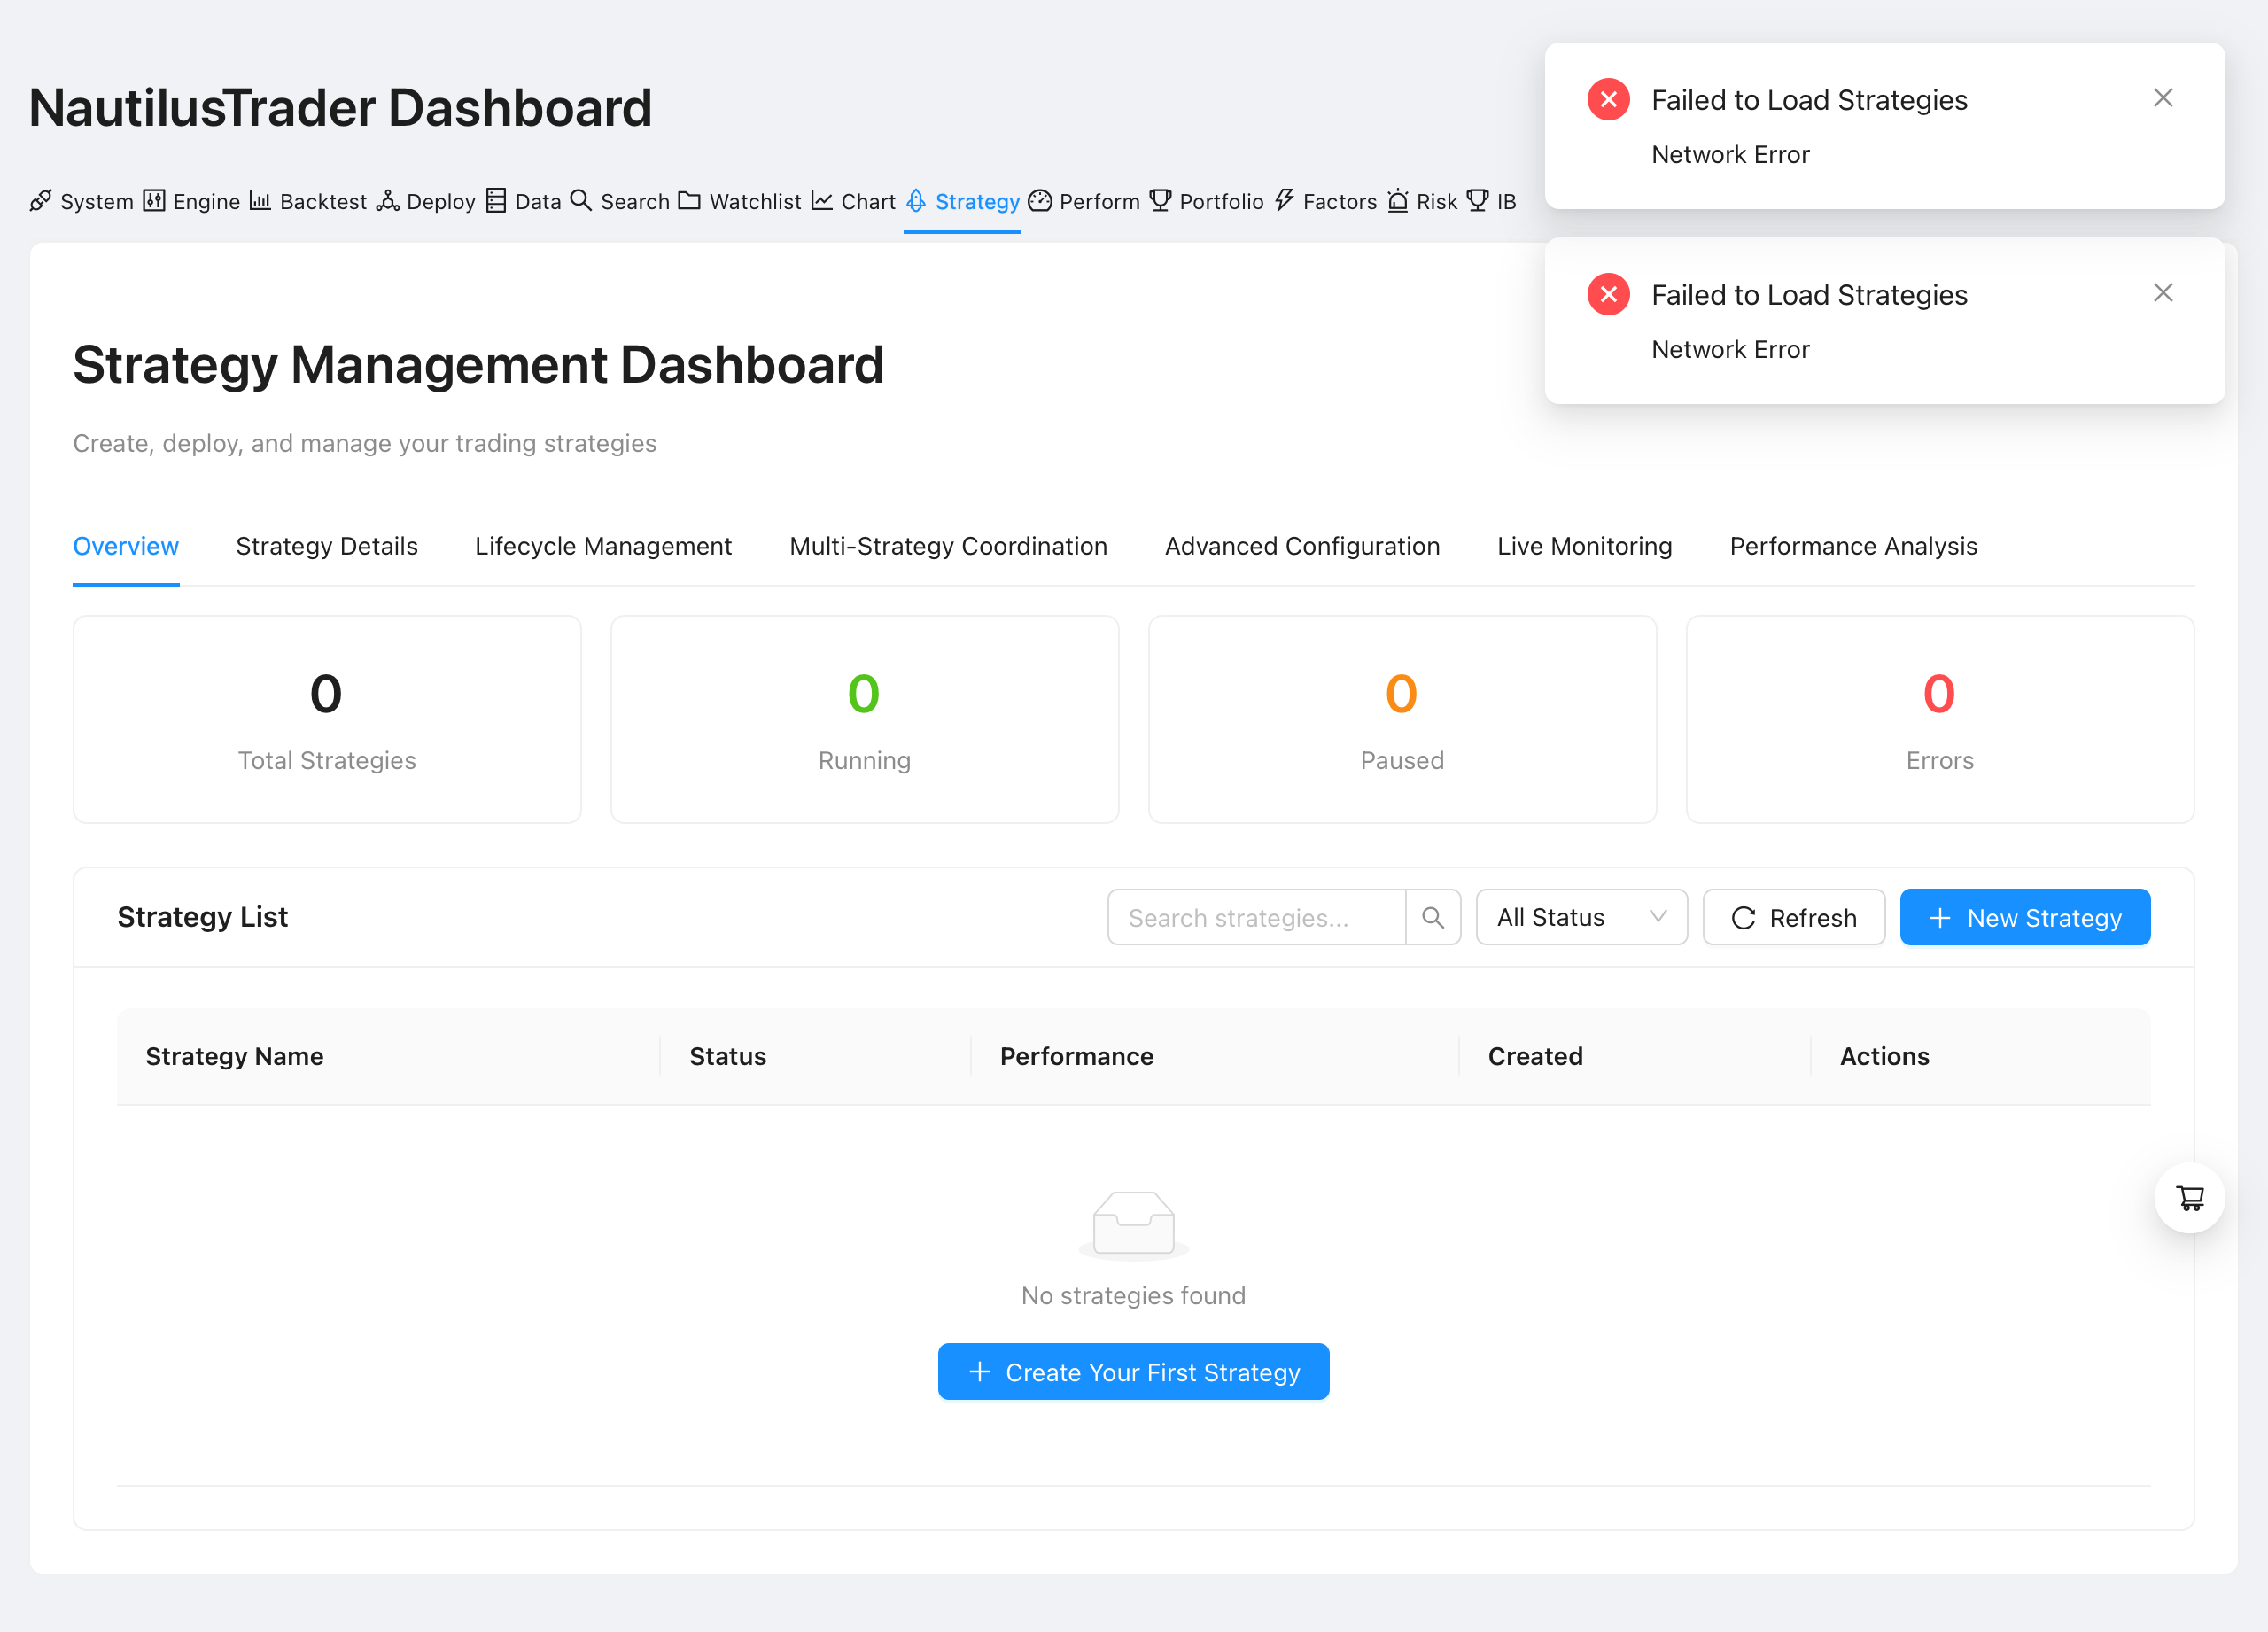 NautilusTrader Dashboard
Failed to Load Strategies
Network Error
System Engine Backtest Deploy Data Search Watchlist Chart Strategy Perform Portfolio Factors Risk IB
Failed to Load Strategies
Network Error
Strategy Management Dashboard
Create, deploy, and manage your trading strategies
Overview Strategy Details Lifecycle Management Multi-Strategy Coordination Advanced Configuration Live Monitoring Performance Analysis
0 0 0 0
Total Strategies Running Paused Errors
Strategy List Search strategies... All Status Refresh New Strategy
Strategy Name Status Performance Created Actions
No strategies found
Create Your First Strategy